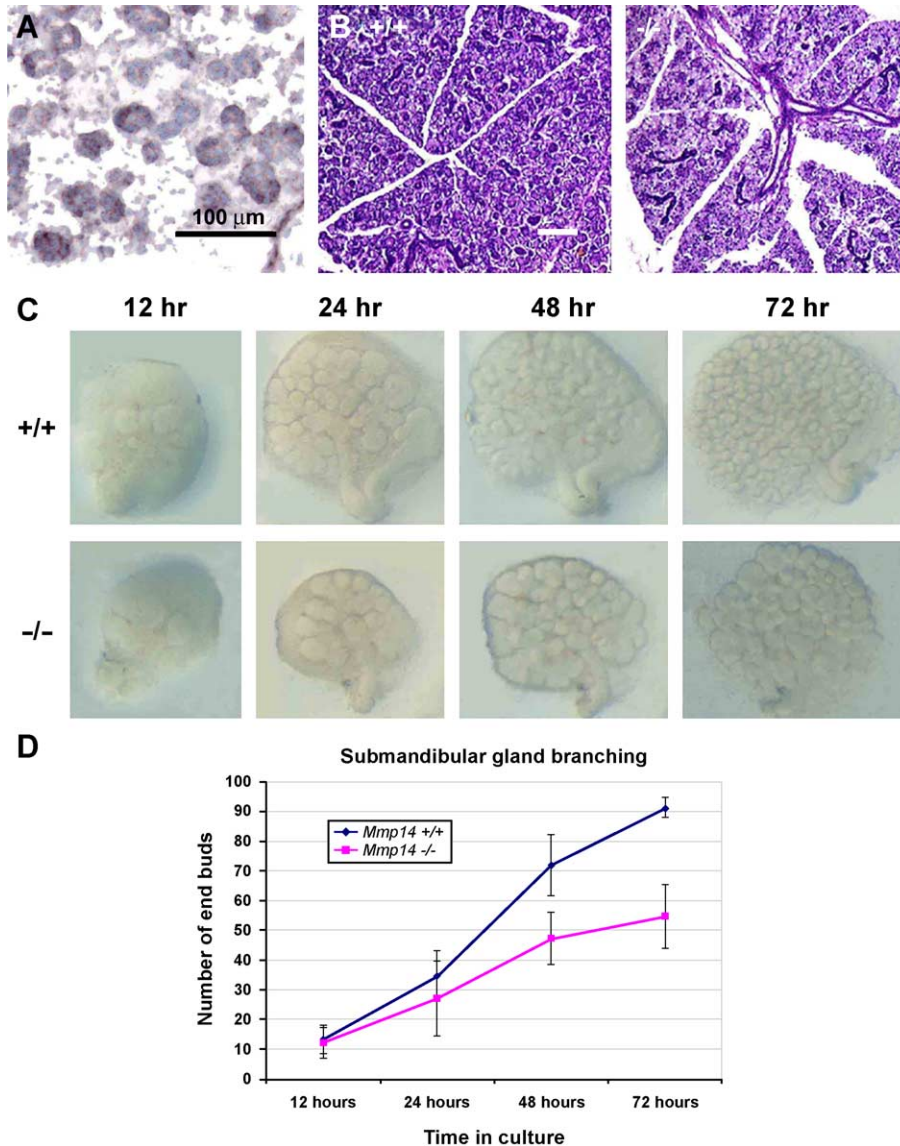 A
100 μm
B +/+
-/-
C
12 hr 24 hr 48 hr 72 hr
+/+
-/-
D
Submandibular gland branching
Number of end buds
100
90
80
70
60
50
40
30
20
10
0
Mmp14 +/+
Mmp14 -/-
12 hours 24 hours 48 hours 72 hours
Time in culture